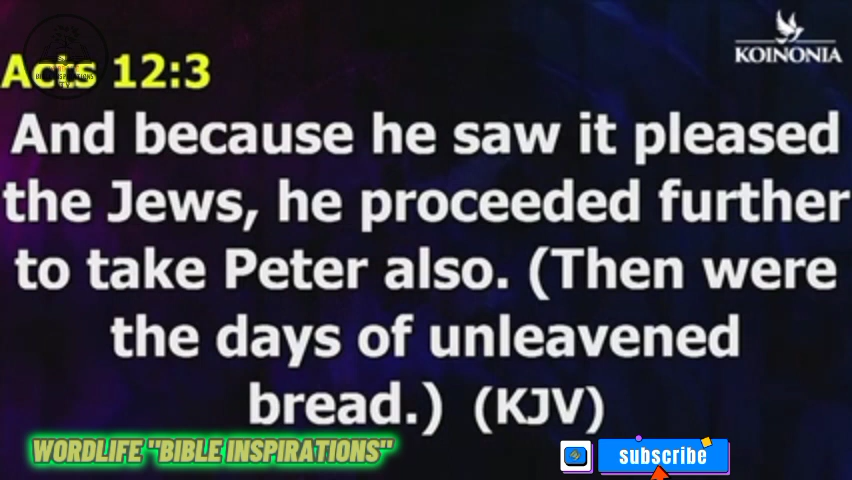 KOINONIA
Acts 12:3
And because he saw it pleased
the Jews, he proceeded further
to take Peter also. (Then were
the days of unleavened
bread.) (KJV)
WORDLIFE "BIBLE INSPIRATIONS"
subscribe